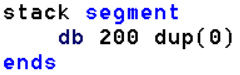 stack segment
    db 200 dup(0)
ends